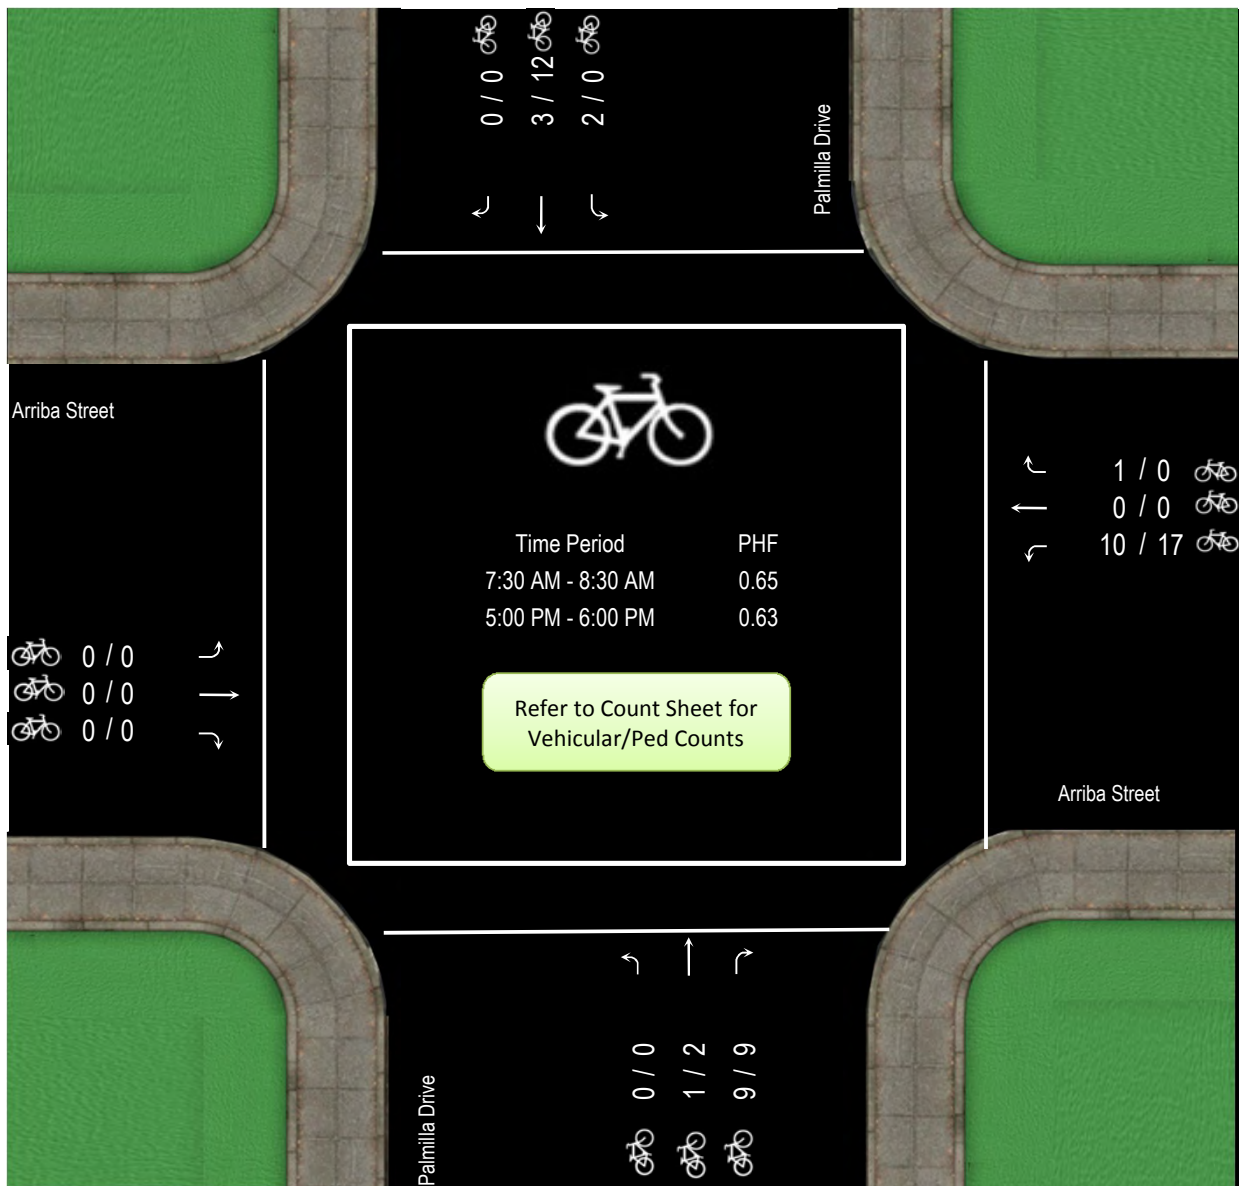 0 / 0
3 / 12
2 / 0
Palmilla Drive
Arriba Street
1 / 0
0 / 0
10 / 17
Time Period PHF
7:30 AM - 8:30 AM 0.65
5:00 PM - 6:00 PM 0.63
0 / 0
0 / 0
0 / 0
Refer to Count Sheet for
Vehicular/Ped Counts
Arriba Street
0 / 0
1 / 2
9 / 9
Palmilla Drive